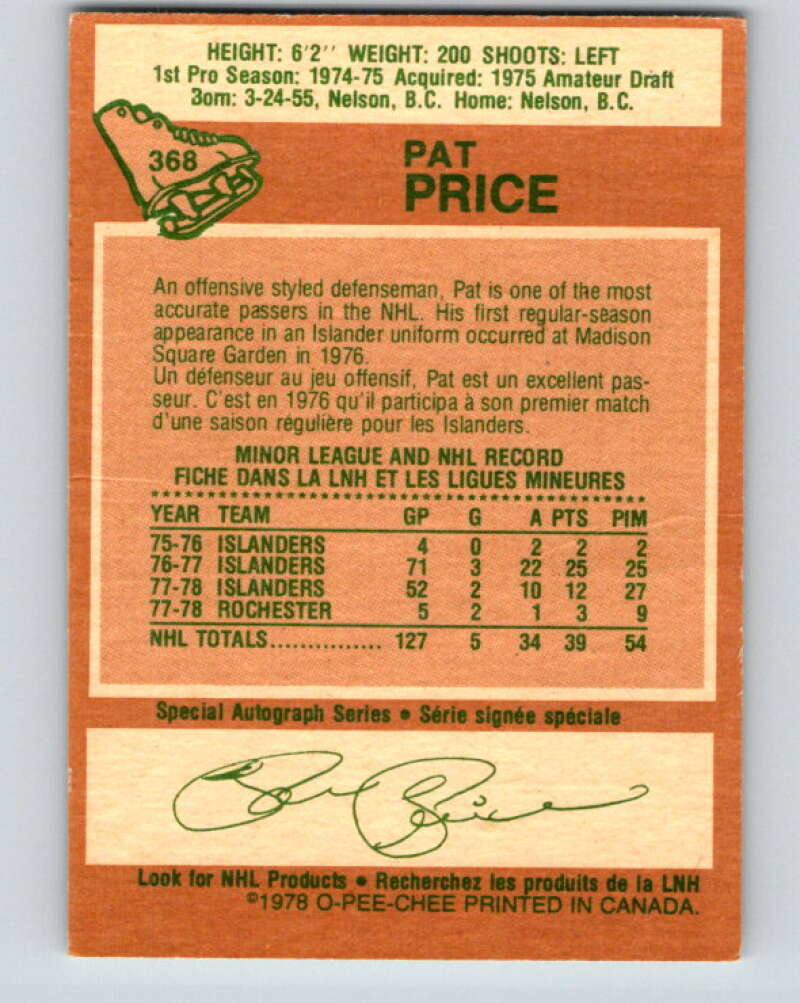 HEIGHT: 6'2'' WEIGHT: 200 SHOOTS: LEFT
1st Pro Season: 1974-75 Acquired: 1975 Amateur Draft
Born: 3-24-55, Nelson, B.C. Home: Nelson, B.C.
368
PAT
PRICE
An offensive styled defenseman, Pat is one of the most
accurate passers in the NHL. His first regular-season
appearance in an Islander uniform occurred at Madison
Square Garden in 1976.
Un défenseur au jeu offensif, Pat est un excellent pas-
seur. C'est en 1976 qu'il participa à son premier match
d'une saison régulière pour les Islanders.
MINOR LEAGUE AND NHL RECORD
FICHE DANS LA LNH ET LES LIGUES MINEURES
YEAR TEAM GP G A PTS PIM
75-76 ISLANDERS 4 0 2 2 2
76-77 ISLANDERS 71 3 22 25 25
77-78 ISLANDERS 52 2 10 12 27
77-78 ROCHESTER 5 2 1 3 9
NHL TOTALS............... 127 5 34 39 54
Special Autograph Series • Série signée spéciale
Pat Price
Look for NHL Products • Recherchez les produits de la LNH
©1978 O-PEE-CHEE PRINTED IN CANADA.